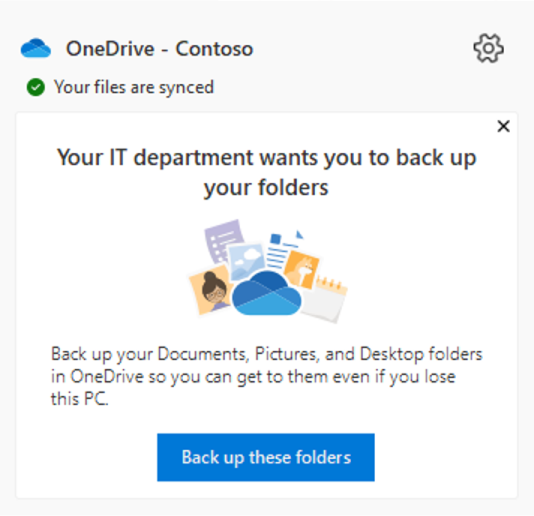 OneDrive - Contoso
Your files are synced
Your IT department wants you to back up
your folders
Back up your Documents, Pictures, and Desktop folders
in OneDrive so you can get to them even if you lose
this PC.
Back up these folders